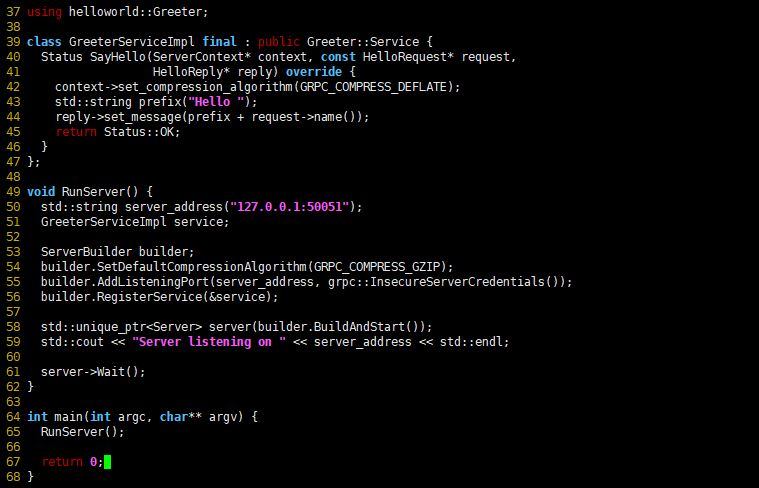 37 using helloworld::Greeter;
38
39 class GreeterServiceImpl final : public Greeter::Service {
40   Status SayHello(ServerContext* context, const HelloRequest* request,
41                   HelloReply* reply) override {
42     context->set_compression_algorithm(GRPC_COMPRESS_DEFLATE);
43     std::string prefix("Hello ");
44     reply->set_message(prefix + request->name());
45     return Status::OK;
46   }
47 };
48
49 void RunServer() {
50   std::string server_address("127.0.0.1:50051");
51   GreeterServiceImpl service;
52
53   ServerBuilder builder;
54   builder.SetDefaultCompressionAlgorithm(GRPC_COMPRESS_GZIP);
55   builder.AddListeningPort(server_address, grpc::InsecureServerCredentials());
56   builder.RegisterService(&service);
57
58   std::unique_ptr<Server> server(builder.BuildAndStart());
59   std::cout << "Server listening on " << server_address << std::endl;
60
61   server->Wait();
62 }
63
64 int main(int argc, char** argv) {
65   RunServer();
66
67   return 0;
68 }